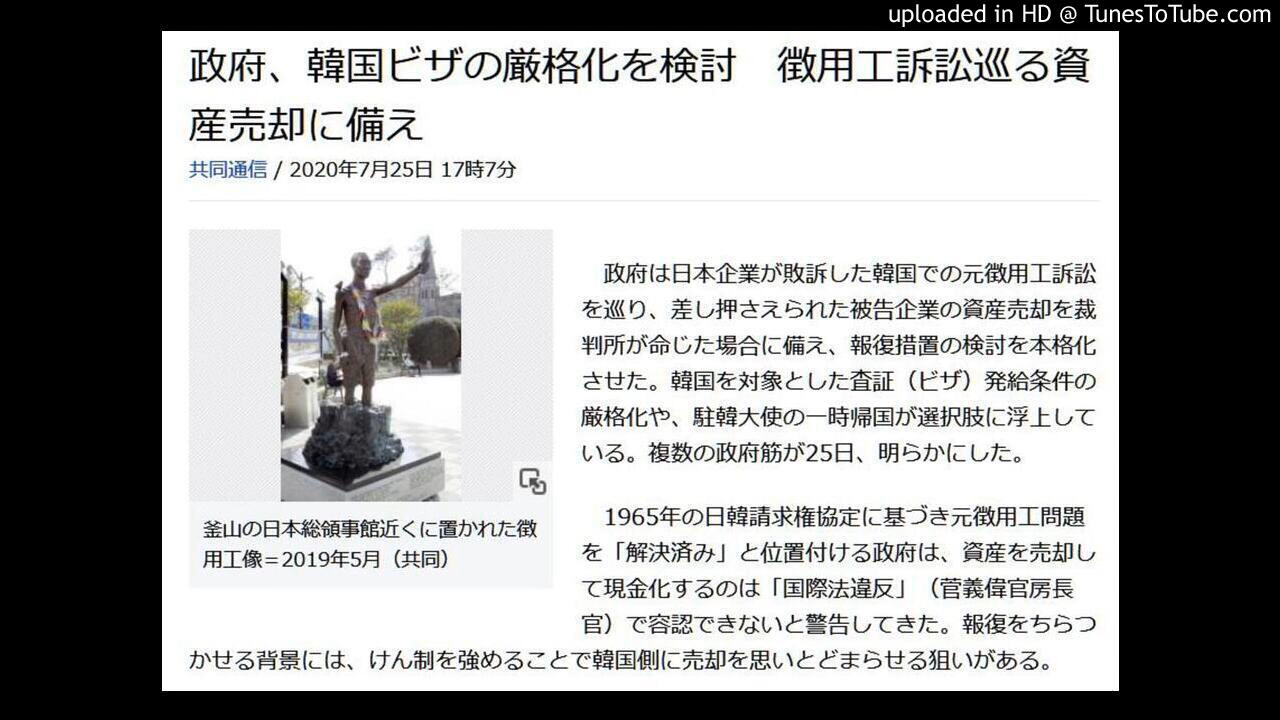 uploaded in HD @ TunesToTube.com
政府、韓国ビザの厳格化を検討　徴用工訴訟巡る資
産売却に備え
共同通信 / 2020年7月25日 17時7分
政府は日本企業が敗訴した韓国での元徴用工訴訟
を巡り、差し押さえられた被告企業の資産売却を裁
判所が命じた場合に備え、報復措置の検討を本格化
させた。韓国を対象とした査証（ビザ）発給条件の
厳格化や、駐韓大使の一時帰国が選択肢に浮上して
いる。複数の政府筋が25日、明らかにした。
釜山の日本総領事館近くに置かれた徴
用工像＝2019年5月（共同）
1965年の日韓請求権協定に基づき元徴用工問題
を「解決済み」と位置付ける政府は、資産を売却し
て現金化するのは「国際法違反」（菅義偉官房長
官）で容認できないと警告してきた。報復をちらつ
かせる背景には、けん制を強めることで韓国側に売却を思いとどまらせる狙いがある。